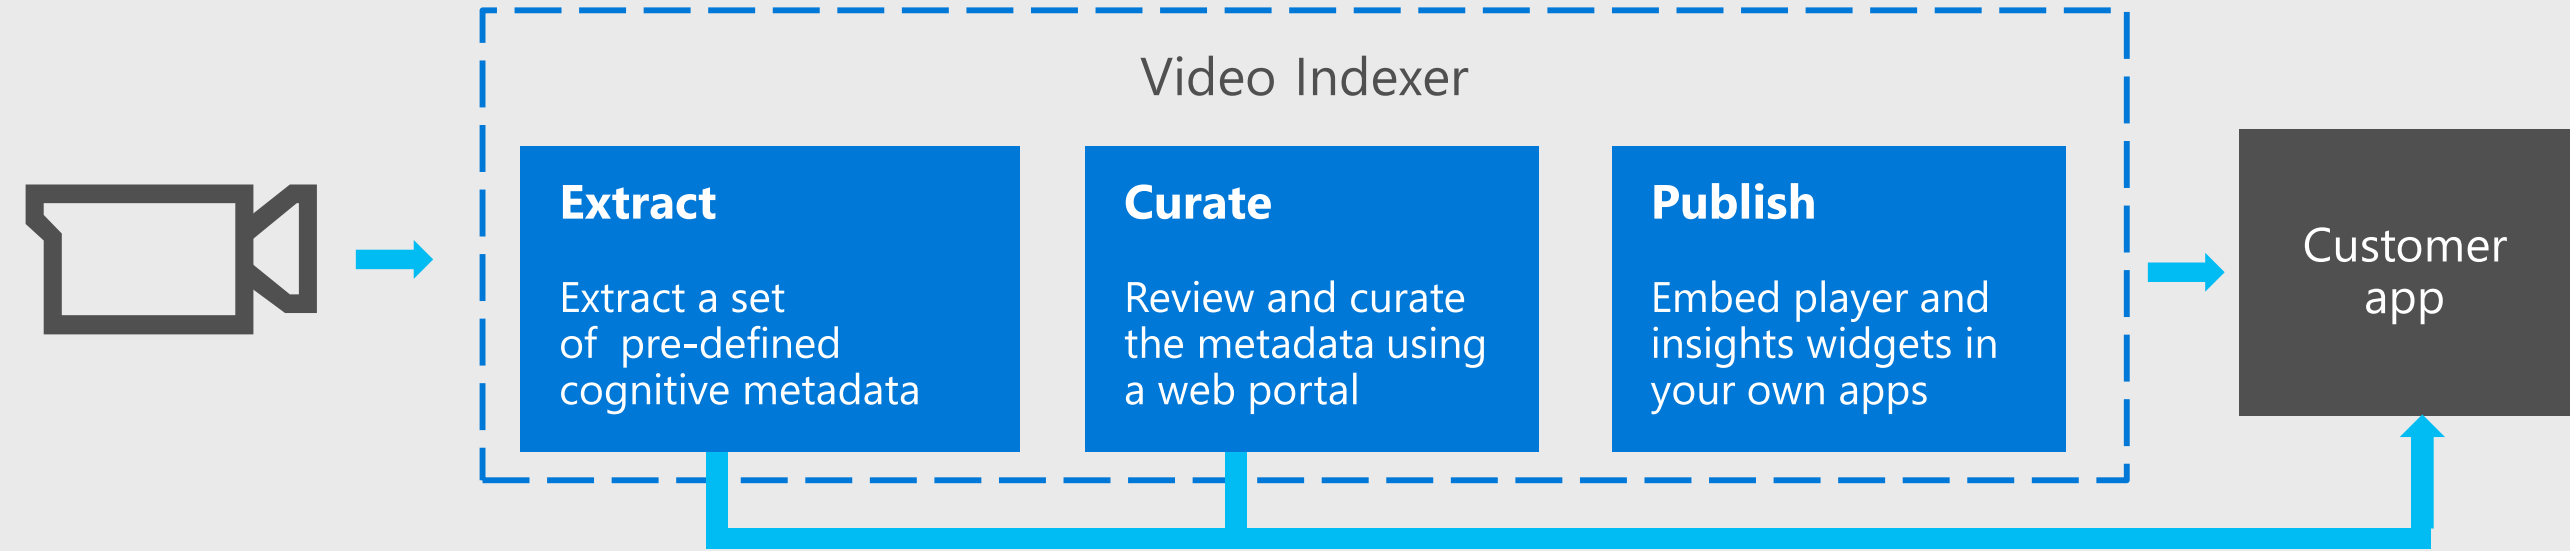 Video Indexer
Extract
Extract a set
of pre-defined
cognitive metadata
Curate
Review and curate
the metadata using
a web portal
Publish
Embed player and
insights widgets in
your own apps
Customer
app